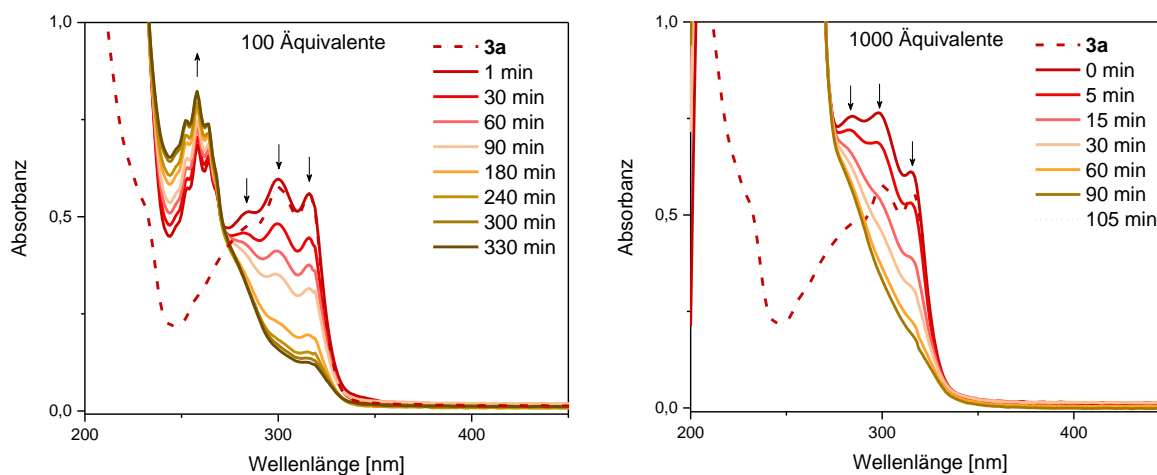 1,0
0,5
0,0
Absorbanz
100 Äquivalente
3a
1 min
30 min
60 min
90 min
180 min
240 min
300 min
330 min
200
300
400
Wellenlänge [nm]
1,0
0,5
0,0
Absorbanz
1000 Äquivalente
3a
0 min
5 min
15 min
30 min
60 min
90 min
105 min
200
300
400
Wellenlänge [nm]